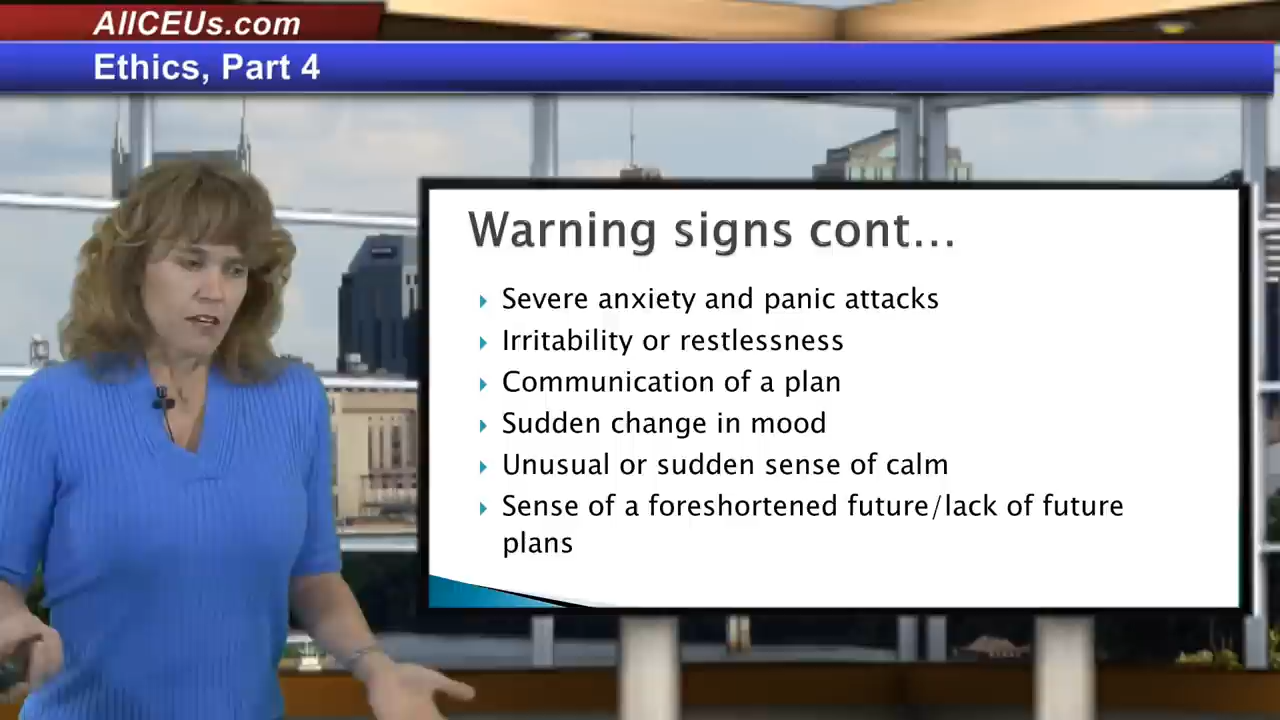 AllCEUs.com
Ethics, Part 4
Warning signs cont...
Severe anxiety and panic attacks
Irritability or restlessness
Communication of a plan
Sudden change in mood
Unusual or sudden sense of calm
Sense of a foreshortened future/lack of future
plans